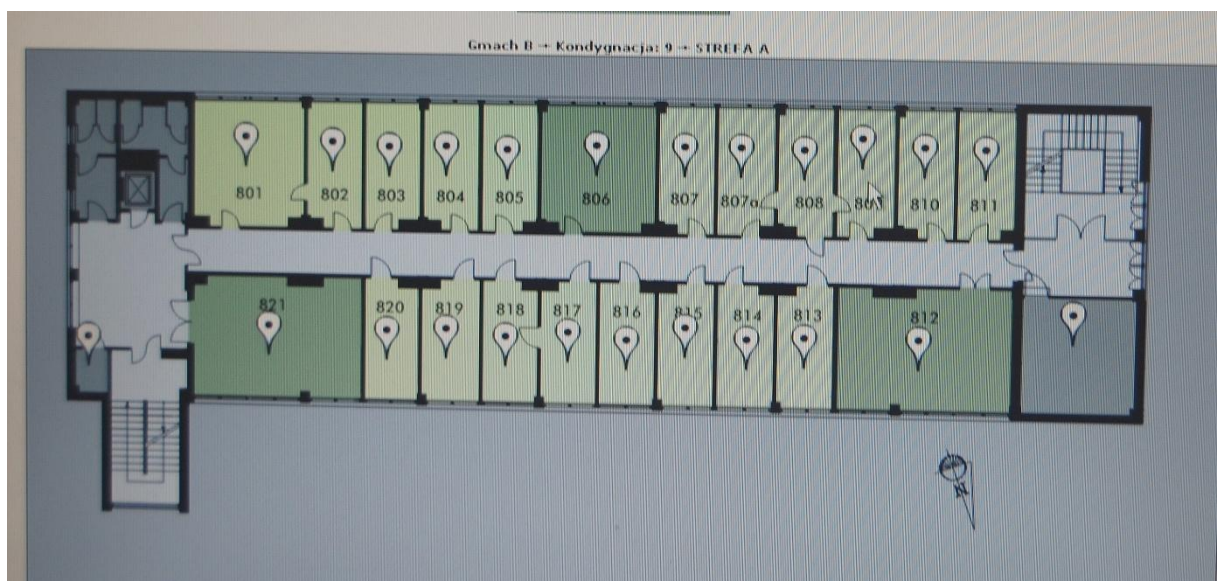 Gmach B → Kondygnacja: 9 → STREFA A
801 802 803 804 805 806 807 807a 808 810 811
821 820 819 818 817 816 815 814 813 812
N